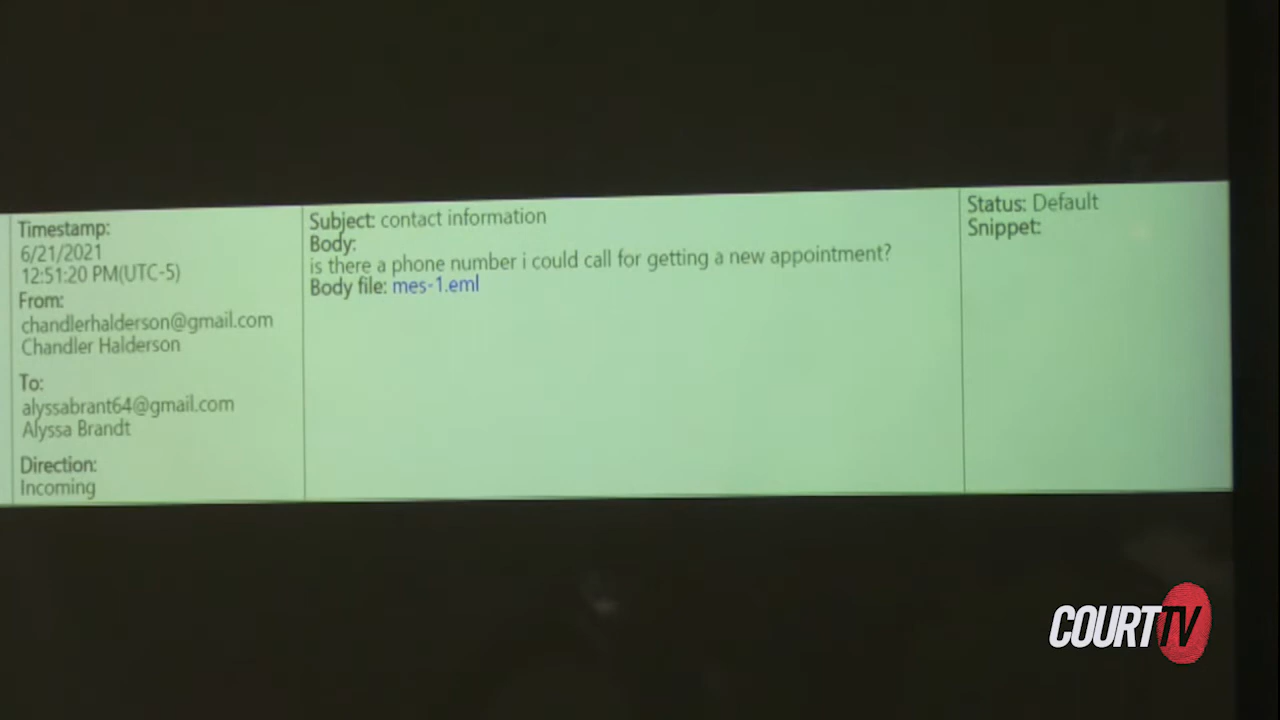 Timestamp:
6/21/2021
12:51:20 PM(UTC-5)
From:
chandlerhalderson@gmail.com
Chandler Halderson
To:
alyssabrant64@gmail.com
Alyssa Brandt
Direction:
Incoming
Subject: contact information
Body:
is there a phone number i could call for getting a new appointment?
Body file: mes-1.eml
Status: Default
Snippet:
COURT TV